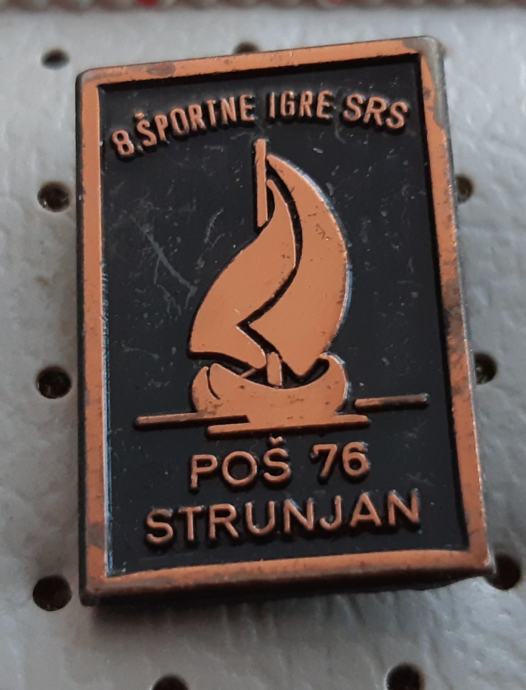 8. ŠPORTNE IGRE SRS
POŠ 76
STRUNJAN